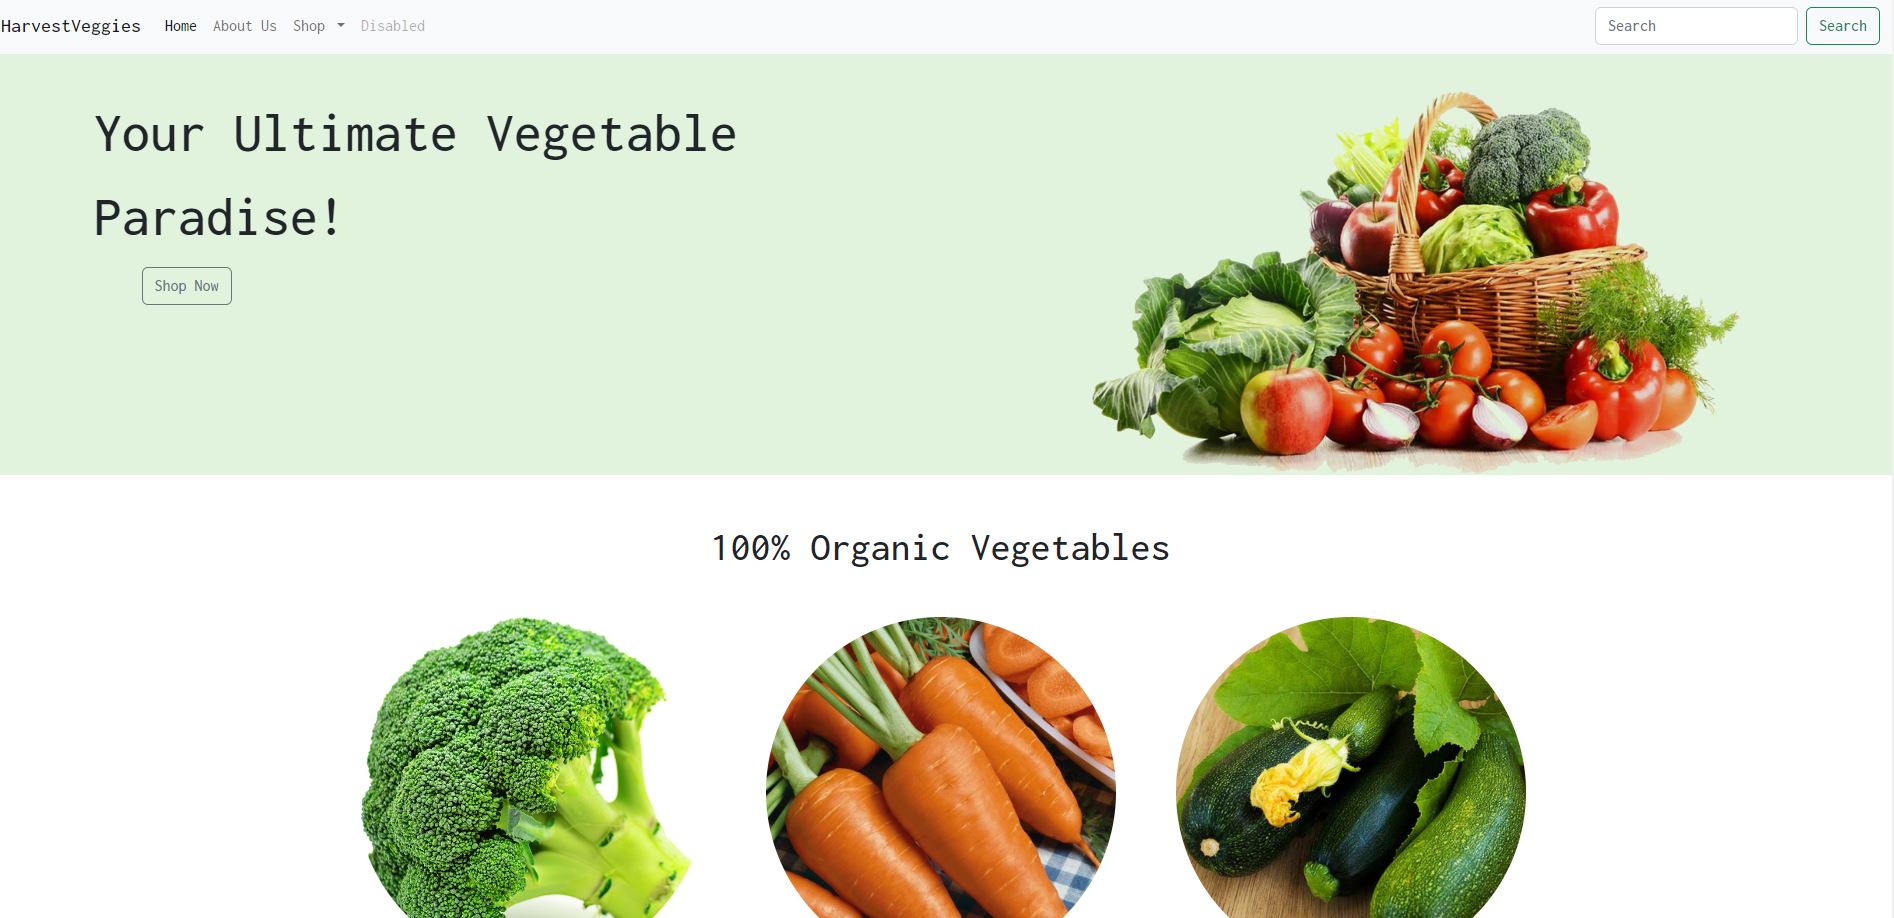 HarvestVeggies Home About Us Shop Disabled Search Search
Your Ultimate Vegetable
Paradise!
Shop Now
100% Organic Vegetables